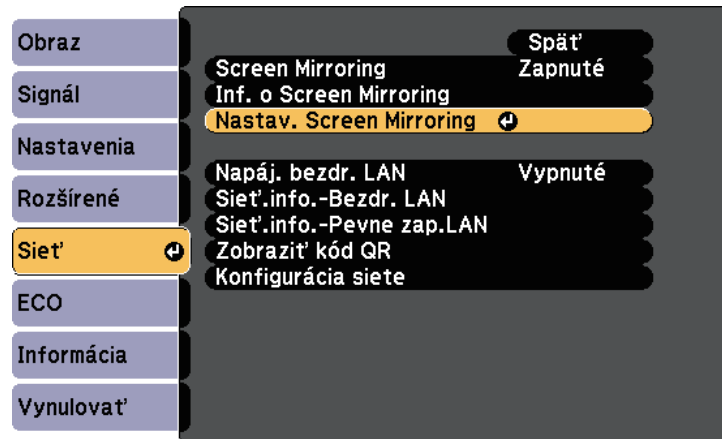 Obraz
Signál
Nastavenia
Rozšírené
Sieť
ECO
Informácia
Vynulovať
Späť
Screen Mirroring Zapnuté
Inf. o Screen Mirroring
Nastav. Screen Mirroring
Napáj. bezdr. LAN Vypnuté
Sieť.info.-Bezdr. LAN
Sieť.info.-Pevne zap.LAN
Zobraziť kód QR
Konfigurácia siete